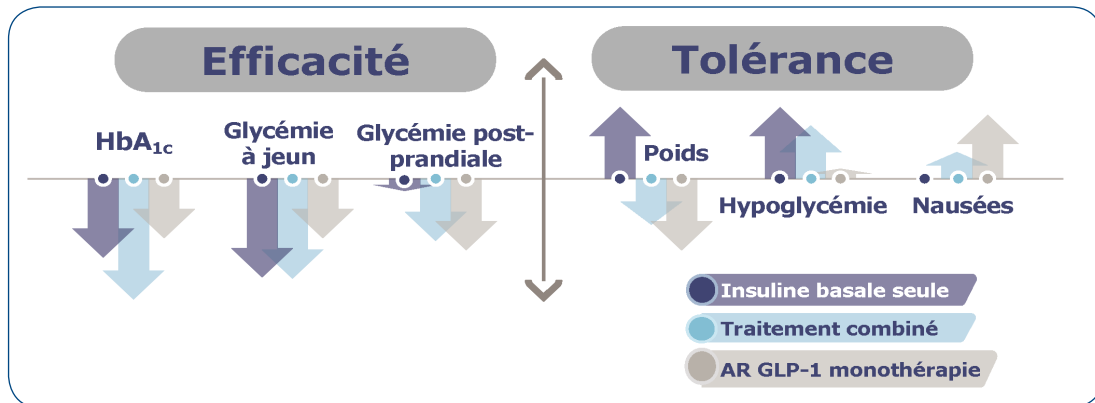 Efficacité
Tolérance
HbA1c
Glycémie
à jeun
Glycémie post-
prandiale
Poids
Hypoglycémie
Nausées
Insuline basale seule
Traitement combiné
AR GLP-1 monothérapie